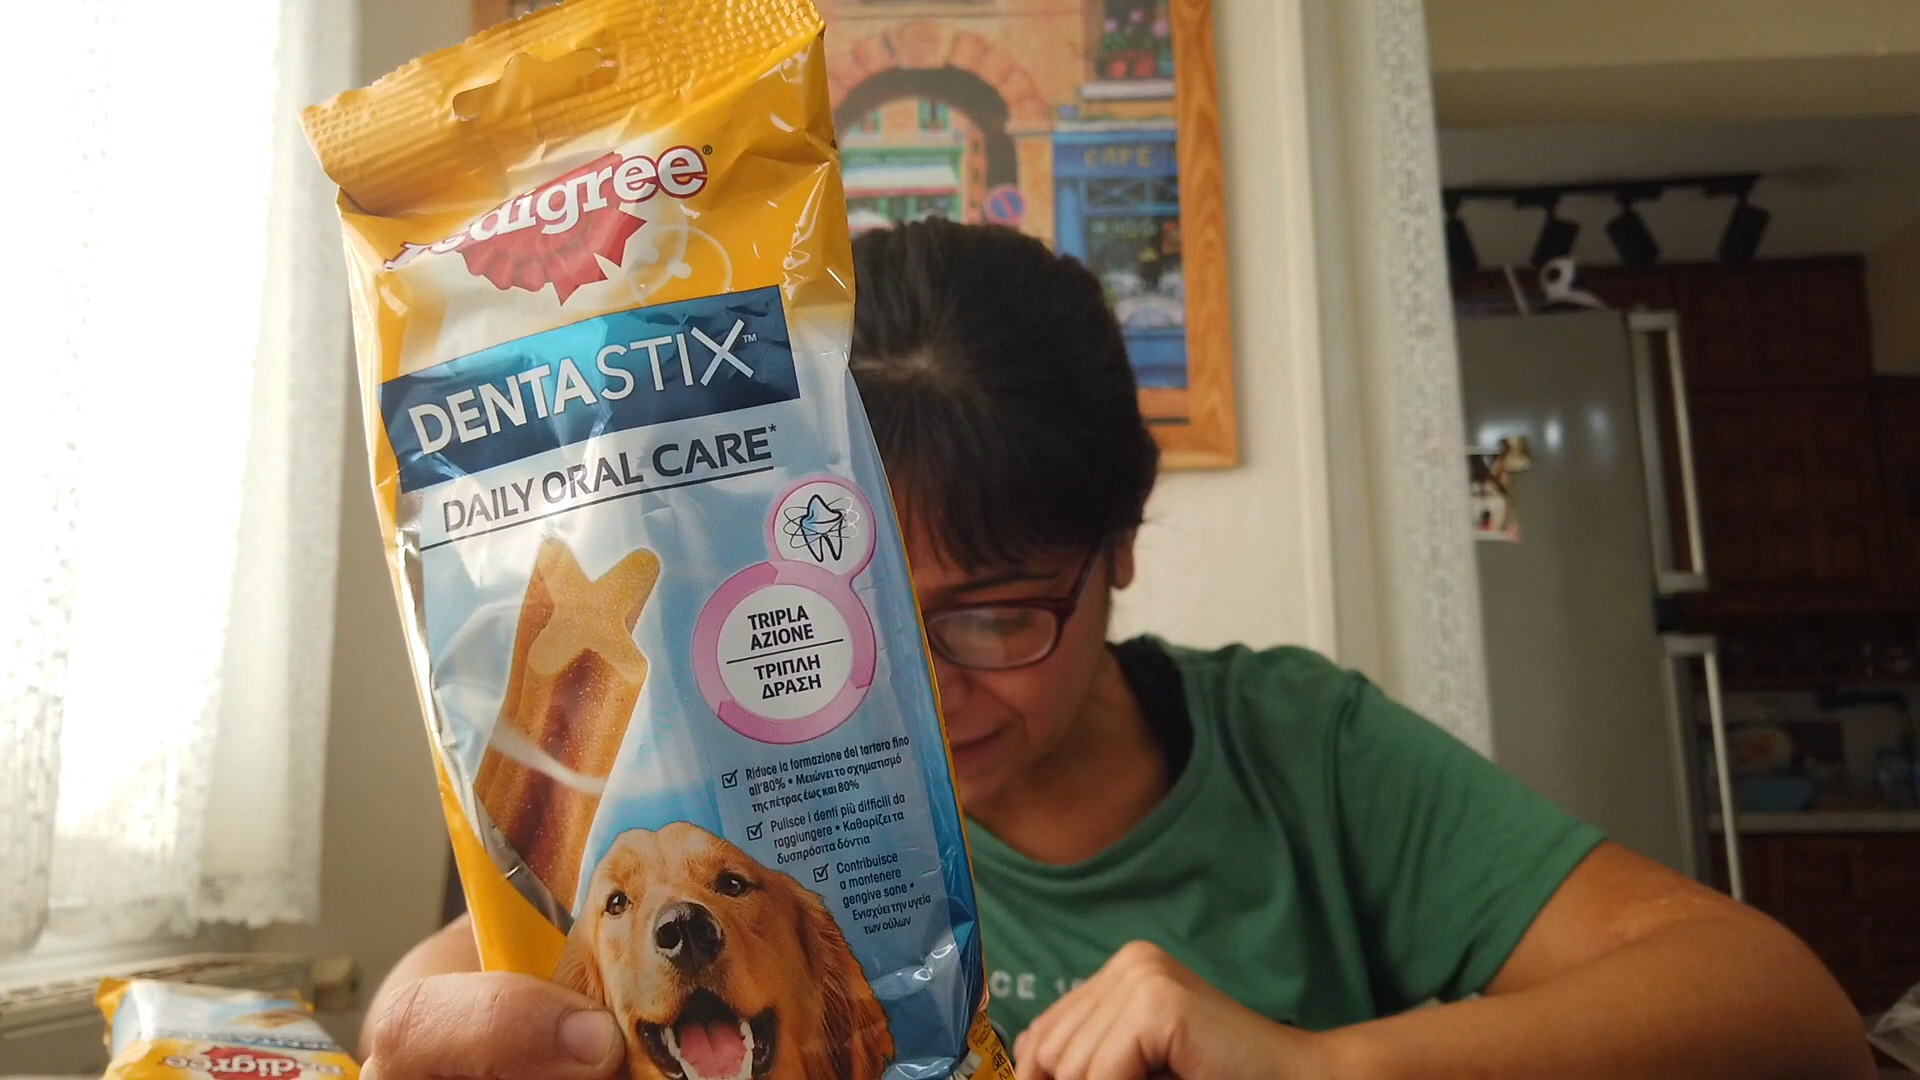 Pedigree®
DENTASTIX™
DAILY ORAL CARE*
TRIPLA
AZIONE
ΤΡΙΠΛΗ
ΔΡΑΣΗ
Riduce la formazione del tartaro fino
all'80% • Μειώνει το σχηματισμό
της πέτρας έως και 80%
Pulisce i denti più difficili da
raggiungere • Καθαρίζει τα
δυσπρόσιτα δόντια
Contribuisce
a mantenere
gengive sane •
Ενισχύει την υγεία
των ούλων
CAFE